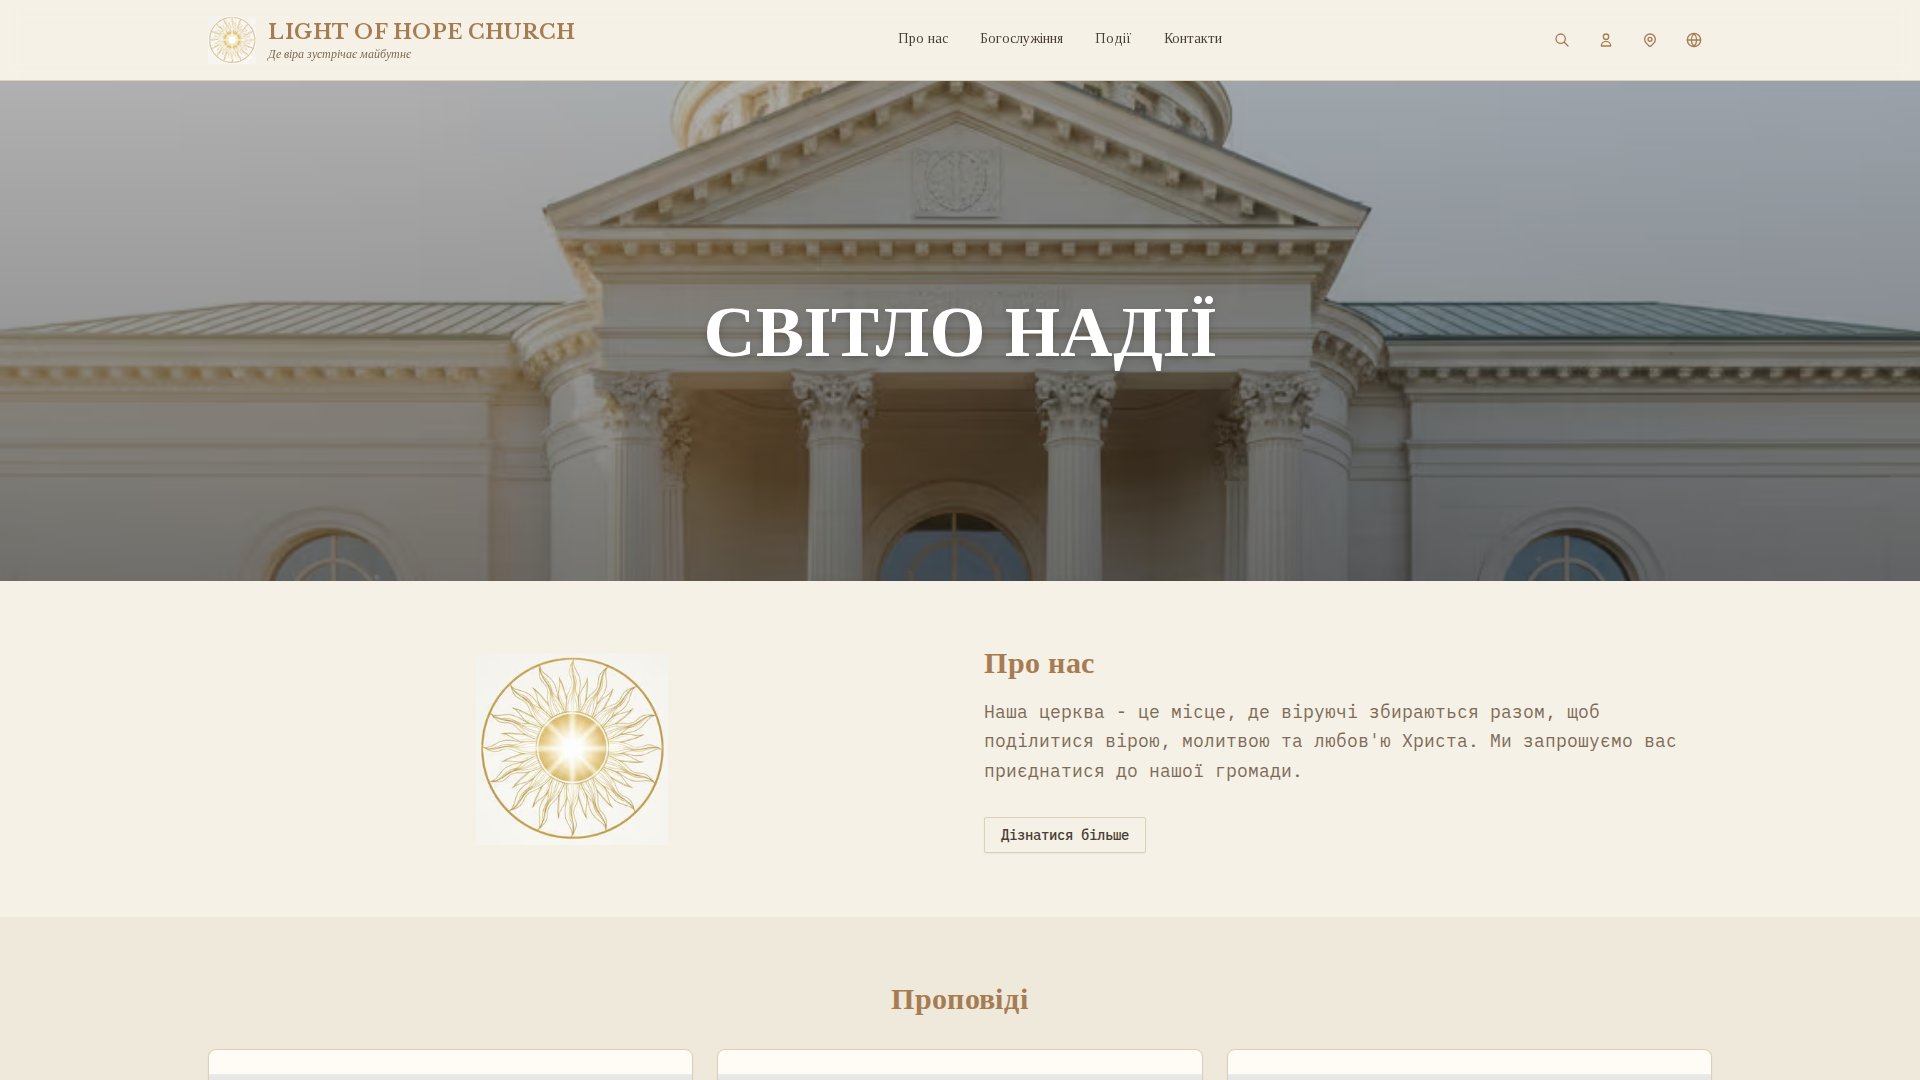 LIGHT OF HOPE CHURCH
Де віра зустрічає майбутнє
Про нас
Богослужіння
Події
Контакти
СВІТЛО НАДІЇ
Про нас
Наша церква - це місце, де віруючі збираються разом, щоб
поділитися вірою, молитвою та любов'ю Христа. Ми запрошуємо вас
приєднатися до нашої громади.
Дізнатися більше
Проповіді